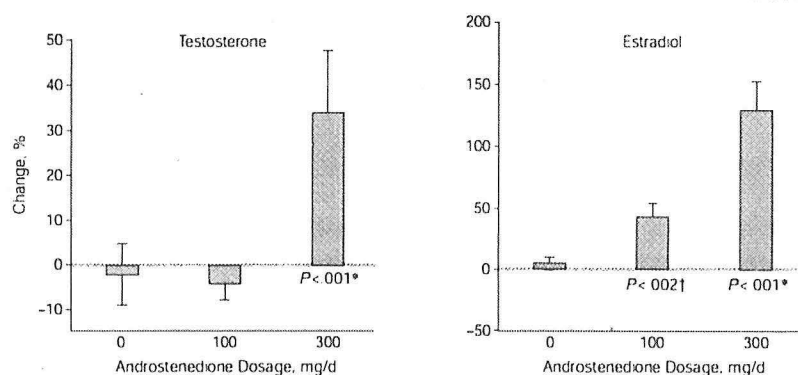 Testosterone
Change, %
50
40
30
20
10
0
−10
P<.001*
0 100 300
Androstenedione Dosage, mg/d
Estradiol
200
150
100
50
0
−50
P<.002† P<.001*
0 100 300
Androstenedione Dosage, mg/d